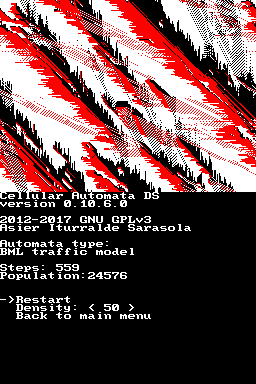 Cellular Automata DS
version 0.10.6.0
2012-2017 GNU GPLv3
Asier Iturralde Sarasola
Automata type:
BML traffic model
Steps: 559
Population:24576
->Restart
Density: < 50 >
Back to main menu